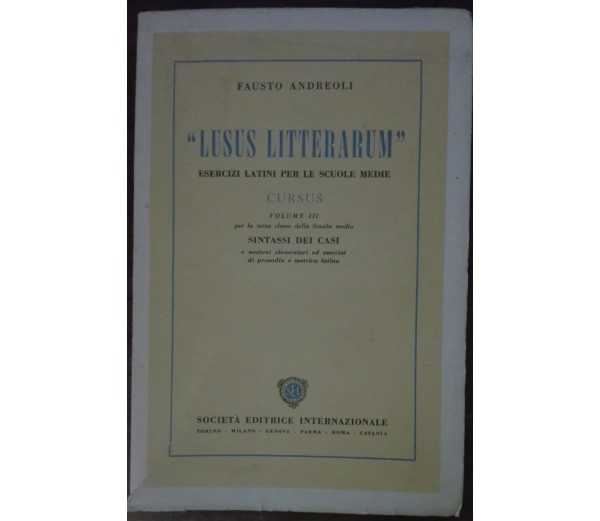 FAUSTO ANDREOLI
"LUSUS LITTERARUM"
ESERCIZI LATINI PER LE SCUOLE MEDIE
CURSUS
VOLUME III
per la terza classe della Scuola media
SINTASSI DEI CASI
e nozioni elementari ed esercizi
di prosodia e metrica latina
SEI
SOCIETÀ EDITRICE INTERNAZIONALE
TORINO - MILANO - GENOVA - PARMA - ROMA - CATANIA